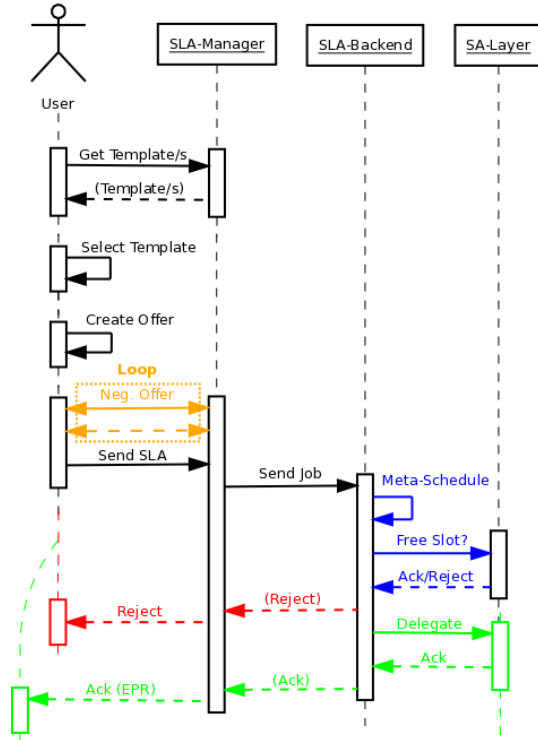 SLA-Manager
SLA-Backend
SA-Layer
User
Get Template/s
(Template/s)
Select Template
Create Offer
Loop
Neg. Offer
Send SLA
Send Job
Meta-Schedule
Free Slot?
Ack/Reject
(Reject)
Reject
Delegate
Ack
(Ack)
Ack (EPR)